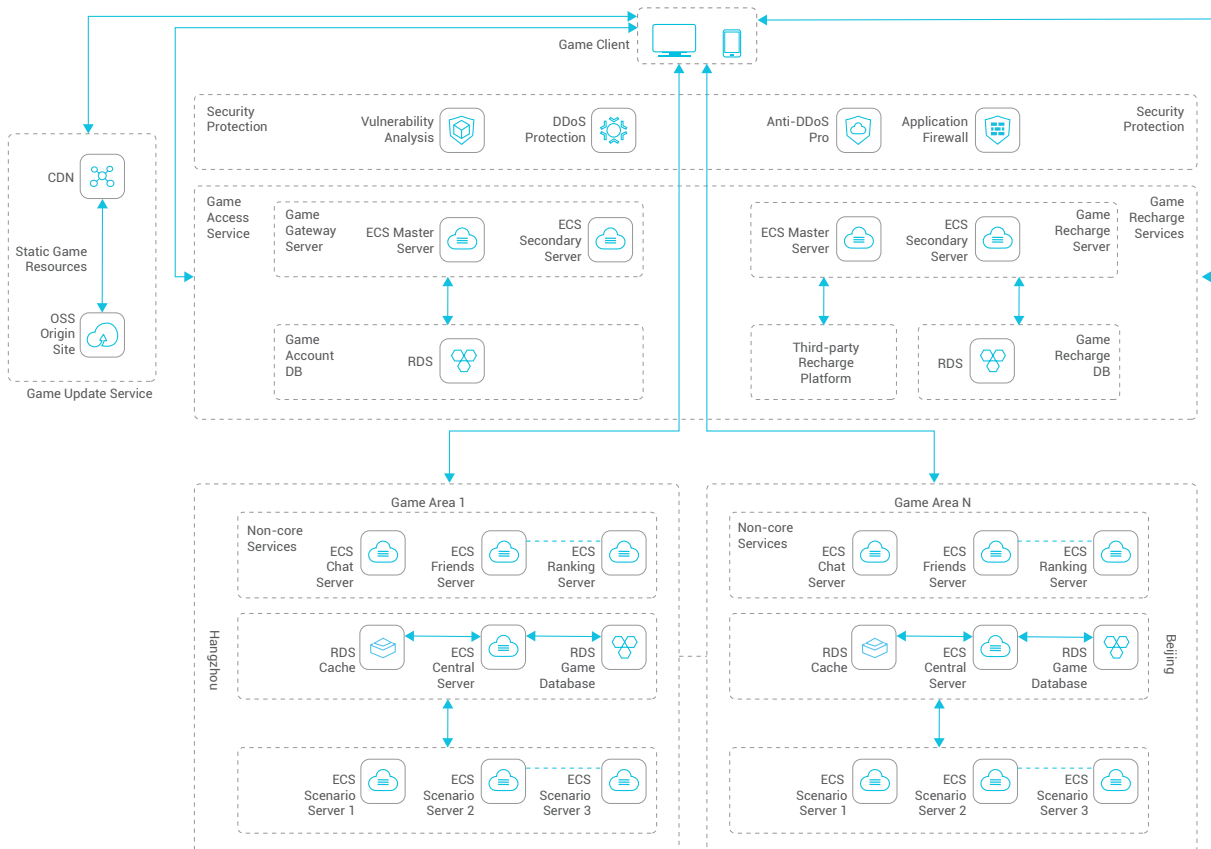 Game Client
Security
Protection
Vulnerability
Analysis
DDoS
Protection
Anti-DDoS
Pro
Application
Firewall
Security
Protection
CDN
Static Game
Resources
OSS
Origin
Site
Game Update Service
Game
Access
Service
Game
Gateway
Server
ECS Master
Server
ECS
Secondary
Server
ECS Master
Server
ECS
Secondary
Server
Game
Recharge
Server
Game
Recharge
Services
Game
Account
DB
RDS
Third-party
Recharge
Platform
RDS
Game
Recharge
DB
Game Area 1
Non-core
Services
ECS
Chat
Server
ECS
Friends
Server
ECS
Ranking
Server
Hangzhou
RDS
Cache
ECS
Central
Server
RDS
Game
Database
ECS
Scenario
Server 1
ECS
Scenario
Server 2
ECS
Scenario
Server 3
Game Area N
Non-core
Services
ECS
Chat
Server
ECS
Friends
Server
ECS
Ranking
Server
RDS
Cache
ECS
Central
Server
RDS
Game
Database
Beijing
ECS
Scenario
Server 1
ECS
Scenario
Server 2
ECS
Scenario
Server 3